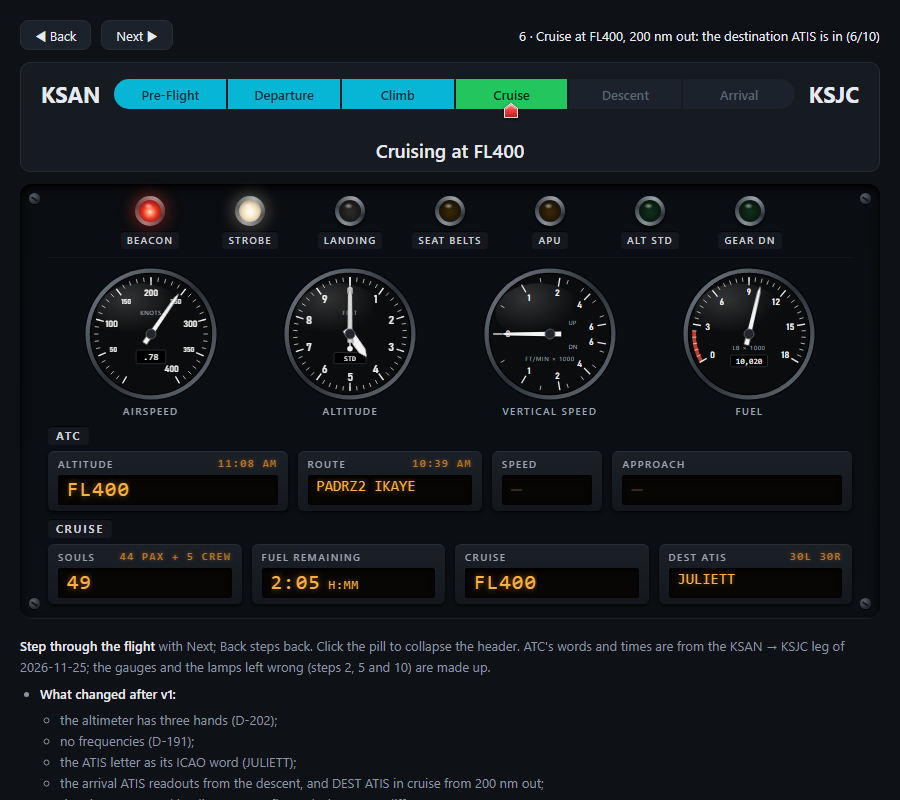 ◀ Back
Next ▶
6 · Cruise at FL400, 200 nm out: the destination ATIS is in (6/10)
KSAN
Pre-Flight
Departure
Climb
Cruise
Descent
Arrival
KSJC
Cruising at FL400
BEACON
STROBE
LANDING
SEAT BELTS
APU
ALT STD
GEAR DN
50
100
150
200
300
350
400
KNOTS
.78
AIRSPEED
0
1
2
3
4
5
6
7
8
9
STD
ALTITUDE
1
2
4
6
6
4
2
1
UP
DN
FT/MIN × 1000
VERTICAL SPEED
0
3
6
9
12
15
18
LB × 1000
10,020
FUEL
ATC
ALTITUDE
11:08 AM
FL400
ROUTE
10:39 AM
PADRZ2 IKAYE
SPEED
—
APPROACH
—
CRUISE
SOULS
44 PAX + 5 CREW
49
FUEL REMAINING
2:05 H:MM
CRUISE
FL400
DEST ATIS
30L 30R
JULIETT
Step through the flight with Next; Back steps back. Click the pill to collapse the header. ATC's words and times are from the KSAN → KSJC leg of
2026-11-25; the gauges and the lamps left wrong (steps 2, 5 and 10) are made up.
What changed after v1:
the altimeter has three hands (D-202);
no frequencies (D-191);
the ATIS letter as its ICAO word (JULIETT);
the arrival ATIS readouts from the descent, and DEST ATIS in cruise from 200 nm out;